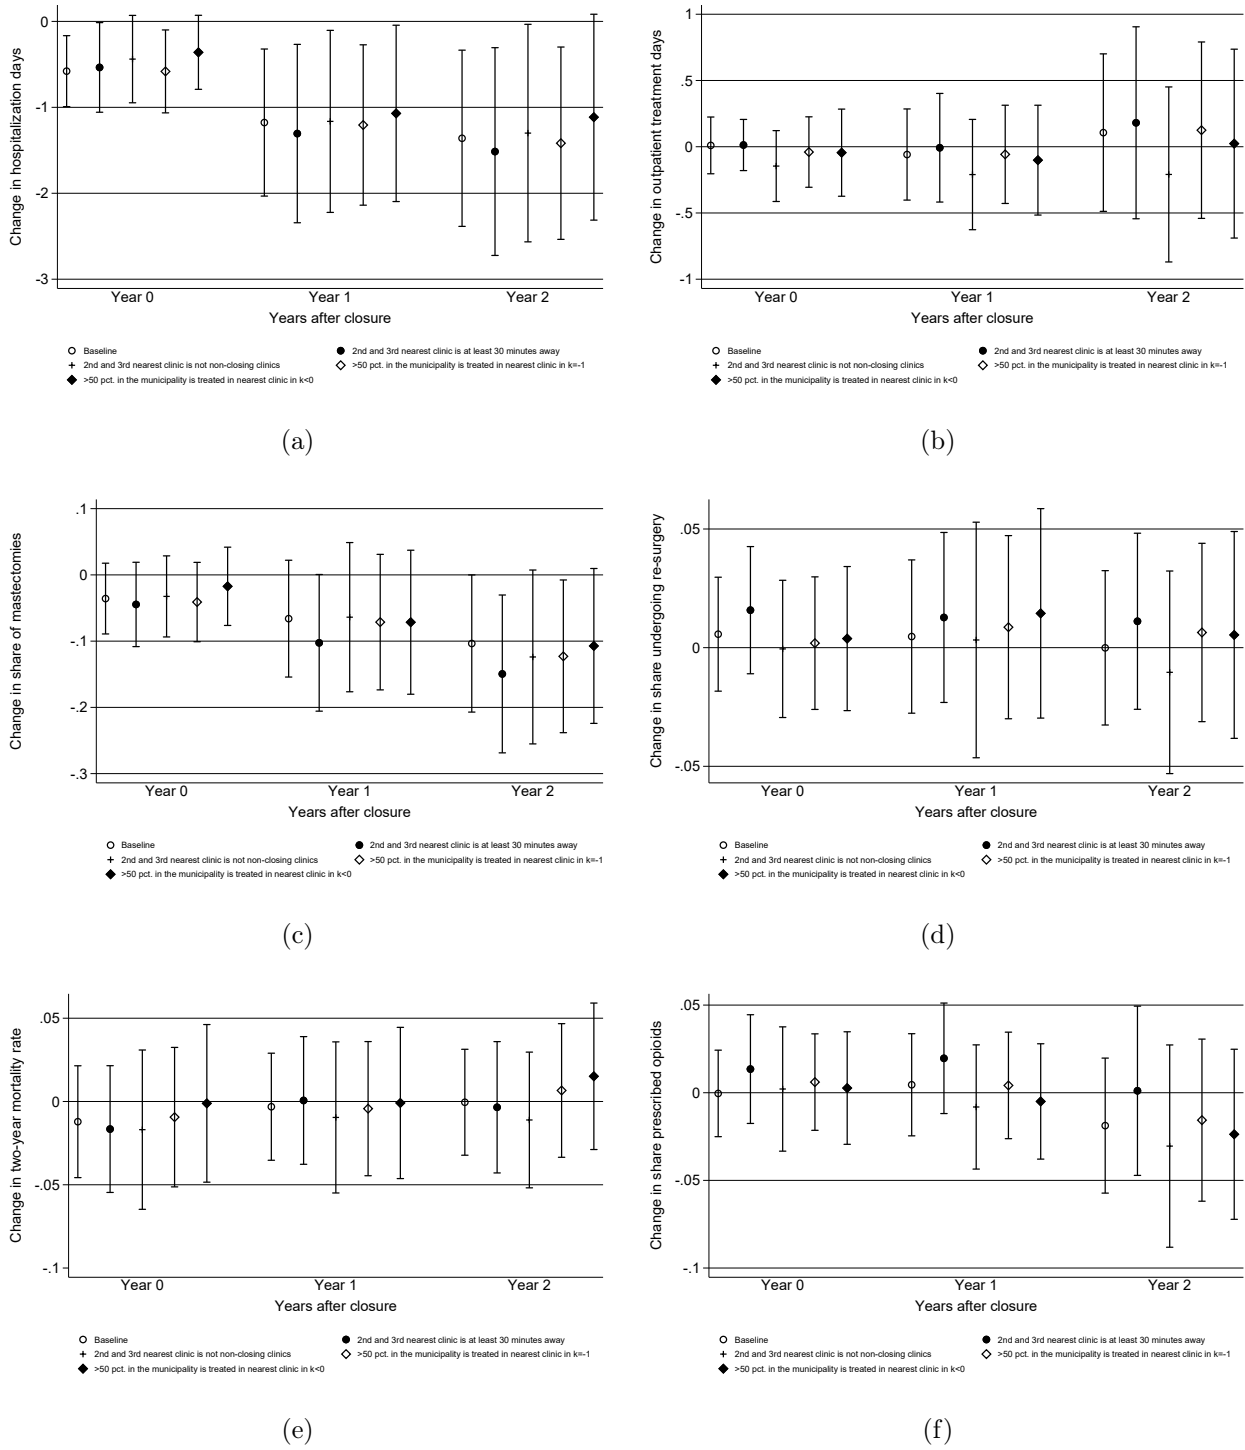 Change in hospitalization days
0
-1
-2
-3
Year 0 Year 1 Year 2
Years after closure
Baseline 2nd and 3rd nearest clinic is at least 30 minutes away
2nd and 3rd nearest clinic is not non-closing clinics >50 pct. in the municipality is treated in nearest clinic in k=-1
>50 pct. in the municipality is treated in nearest clinic in k<0
(a)
Change in outpatient treatment days
1
.5
0
-.5
-1
Year 0 Year 1 Year 2
Years after closure
Baseline 2nd and 3rd nearest clinic is at least 30 minutes away
2nd and 3rd nearest clinic is not non-closing clinics >50 pct. in the municipality is treated in nearest clinic in k=-1
>50 pct. in the municipality is treated in nearest clinic in k<0
(b)
Change in share of mastectomies
.1
0
-.1
-.2
-.3
Year 0 Year 1 Year 2
Years after closure
Baseline 2nd and 3rd nearest clinic is at least 30 minutes away
2nd and 3rd nearest clinic is not non-closing clinics >50 pct. in the municipality is treated in nearest clinic in k=-1
>50 pct. in the municipality is treated in nearest clinic in k<0
(c)
Change in share undergoing re-surgery
.05
0
-.05
Year 0 Year 1 Year 2
Years after closure
Baseline 2nd and 3rd nearest clinic is at least 30 minutes away
2nd and 3rd nearest clinic is not non-closing clinics >50 pct. in the municipality is treated in nearest clinic in k=-1
>50 pct. in the municipality is treated in nearest clinic in k<0
(d)
Change in two-year mortality rate
.05
0
-.05
-.1
Year 0 Year 1 Year 2
Years after closure
Baseline 2nd and 3rd nearest clinic is at least 30 minutes away
2nd and 3rd nearest clinic is not non-closing clinics >50 pct. in the municipality is treated in nearest clinic in k=-1
>50 pct. in the municipality is treated in nearest clinic in k<0
(e)
Change in share prescribed opioids
.05
0
-.05
-.1
Year 0 Year 1 Year 2
Years after closure
Baseline 2nd and 3rd nearest clinic is at least 30 minutes away
2nd and 3rd nearest clinic is not non-closing clinics >50 pct. in the municipality is treated in nearest clinic in k=-1
>50 pct. in the municipality is treated in nearest clinic in k<0
(f)